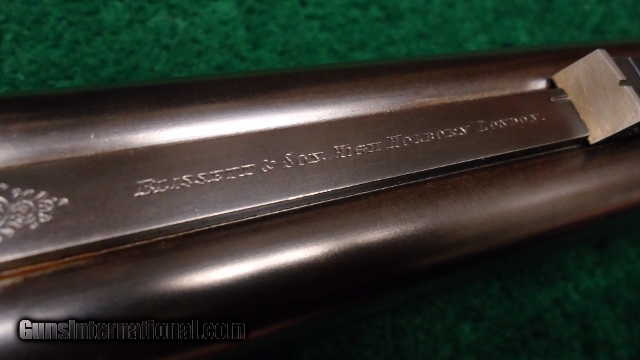 BLISSETT & SON. HIGH HOLBORN LONDON.
GunsInternational.com